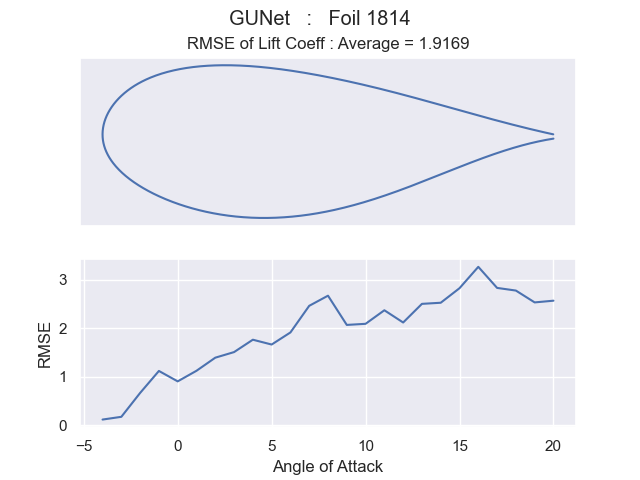 GUNet : Foil 1814
RMSE of Lift Coeff : Average = 1.9169
3
2
1
0
RMSE
−5 0 5 10 15 20
Angle of Attack